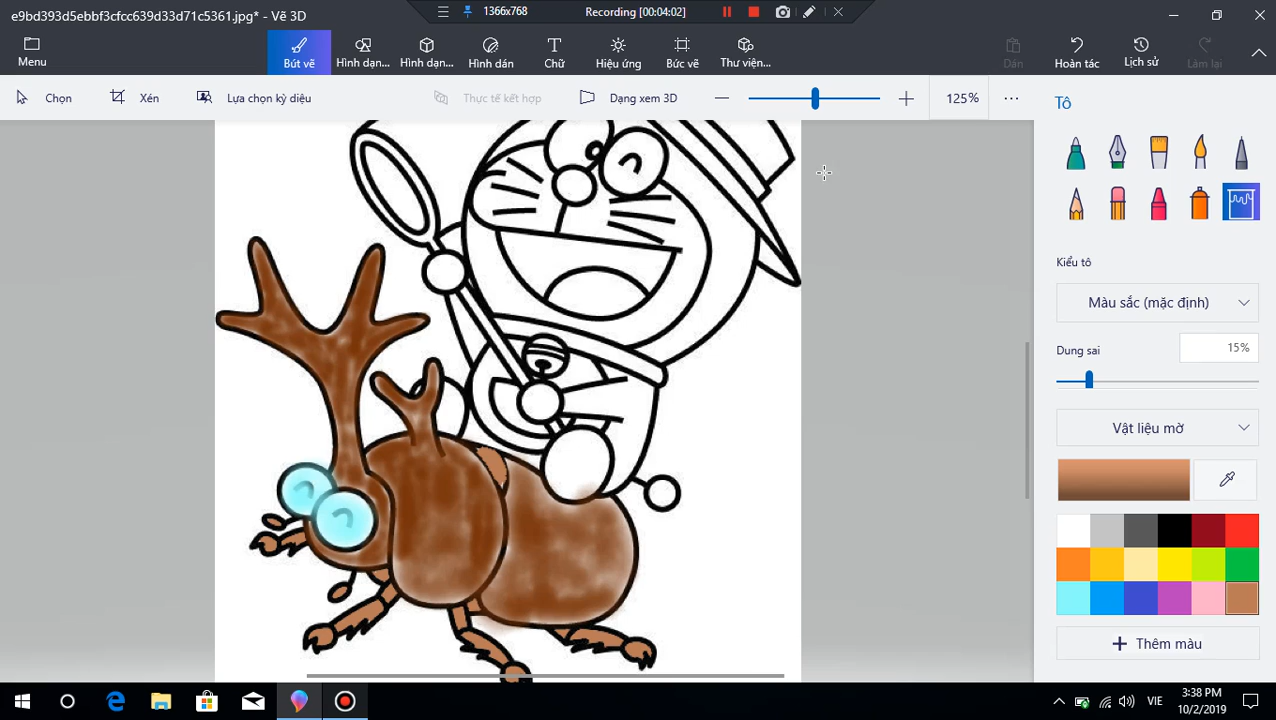 e9bd393d5ebbf3cfcc639d33d71c5361.jpg* - Vẽ 3D
1366x768
Recording [00:04:02]
Menu
Bút vẽ
Hình dạn...
Hình dạn...
Hình dán
Chữ
Hiệu ứng
Bức vẽ
Thư viện...
Dán
Hoàn tác
Lịch sử
Làm lại
Chọn
Xén
Lựa chọn kỳ diệu
Thực tế kết hợp
Dạng xem 3D
125%
Tô
Kiểu tô
Màu sắc (mặc định)
Dung sai
15%
Vật liệu mờ
Thêm màu
VIE
3:38 PM
10/2/2019